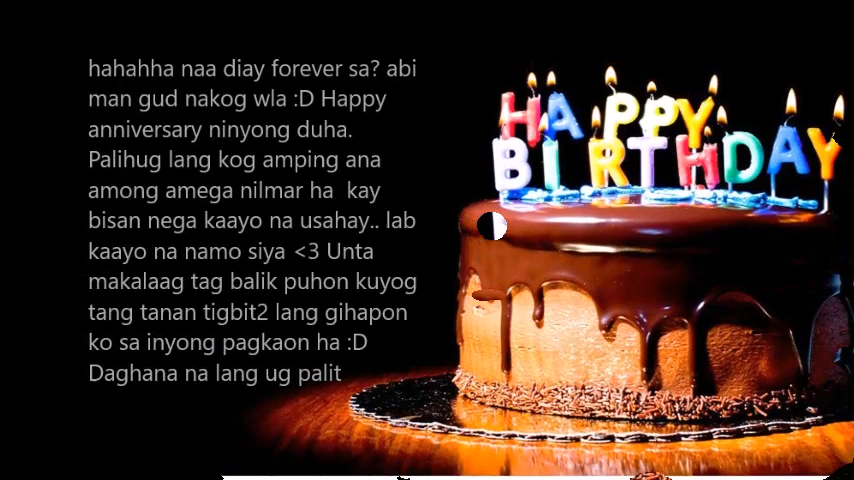 hahahha naa diay forever sa? abi
man gud nakog wla :D Happy
anniversary ninyong duha.
Palihug lang kog amping ana
among amega nilmar ha  kay
bisan nega kaayo na usahay.. lab
kaayo na namo siya <3 Unta
makalaag tag balik puhon kuyog
tang tanan tigbit2 lang gihapon
ko sa inyong pagkaon ha :D
Daghana na lang ug palit
HAPPY
BIRTHDAY